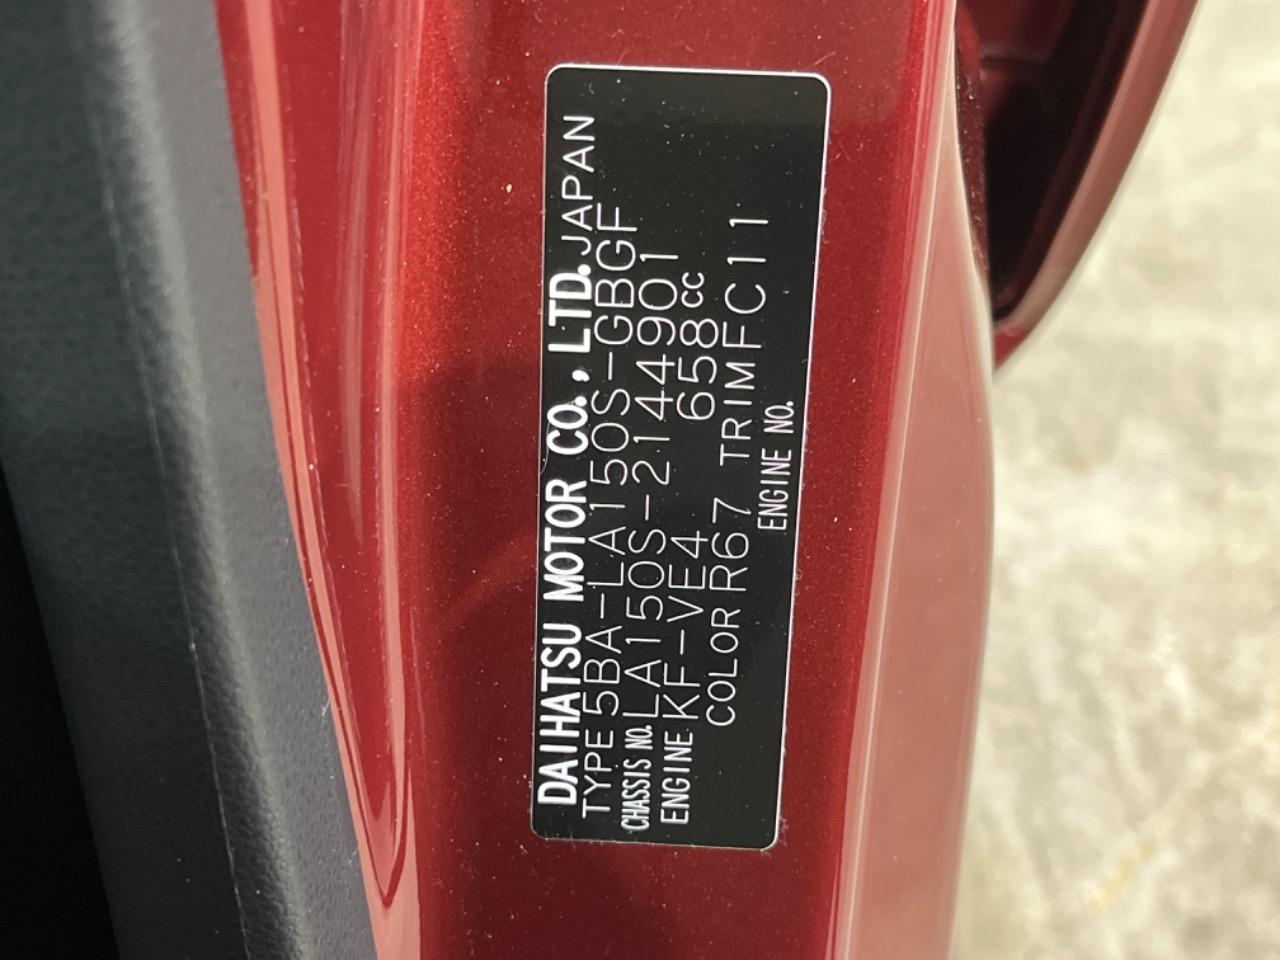 DAIHATSU MOTOR CO., LTD. JAPAN
TYPE 5BA-LA150S-GBGF
CHASSIS NO. LA150S-2144901
ENGINE KF-VE4 658cc
COLOR R67 TRIM FC11
ENGINE NO.